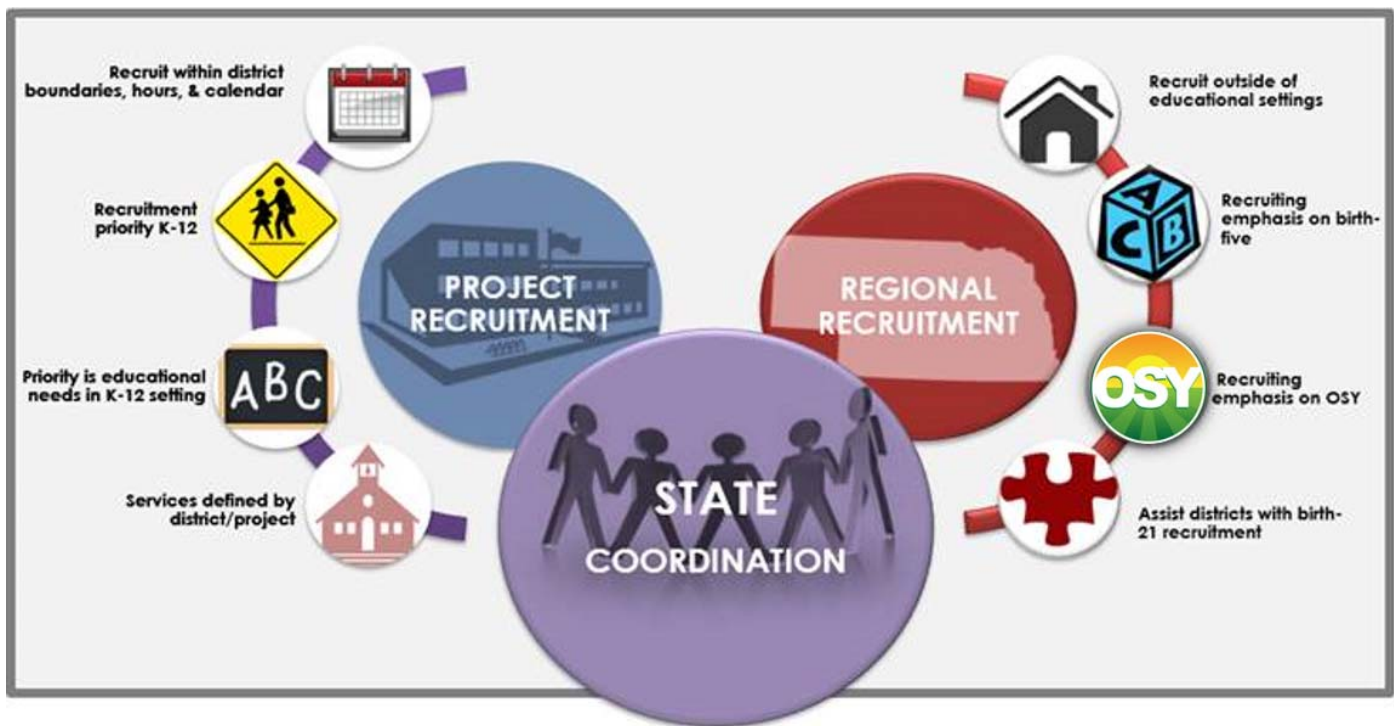 Recruit within district
boundaries, hours, & calendar
Recruitment
priority K-12
ABC
Priority is educational
needs in K-12 setting
Services defined by
district/project
PROJECT
RECRUITMENT
STATE
COORDINATION
REGIONAL
RECRUITMENT
Recruit outside of
educational settings
A
C B
Recruiting
emphasis on birth-
five
OSY
Recruiting
emphasis on OSY
Assist districts with birth-
21 recruitment